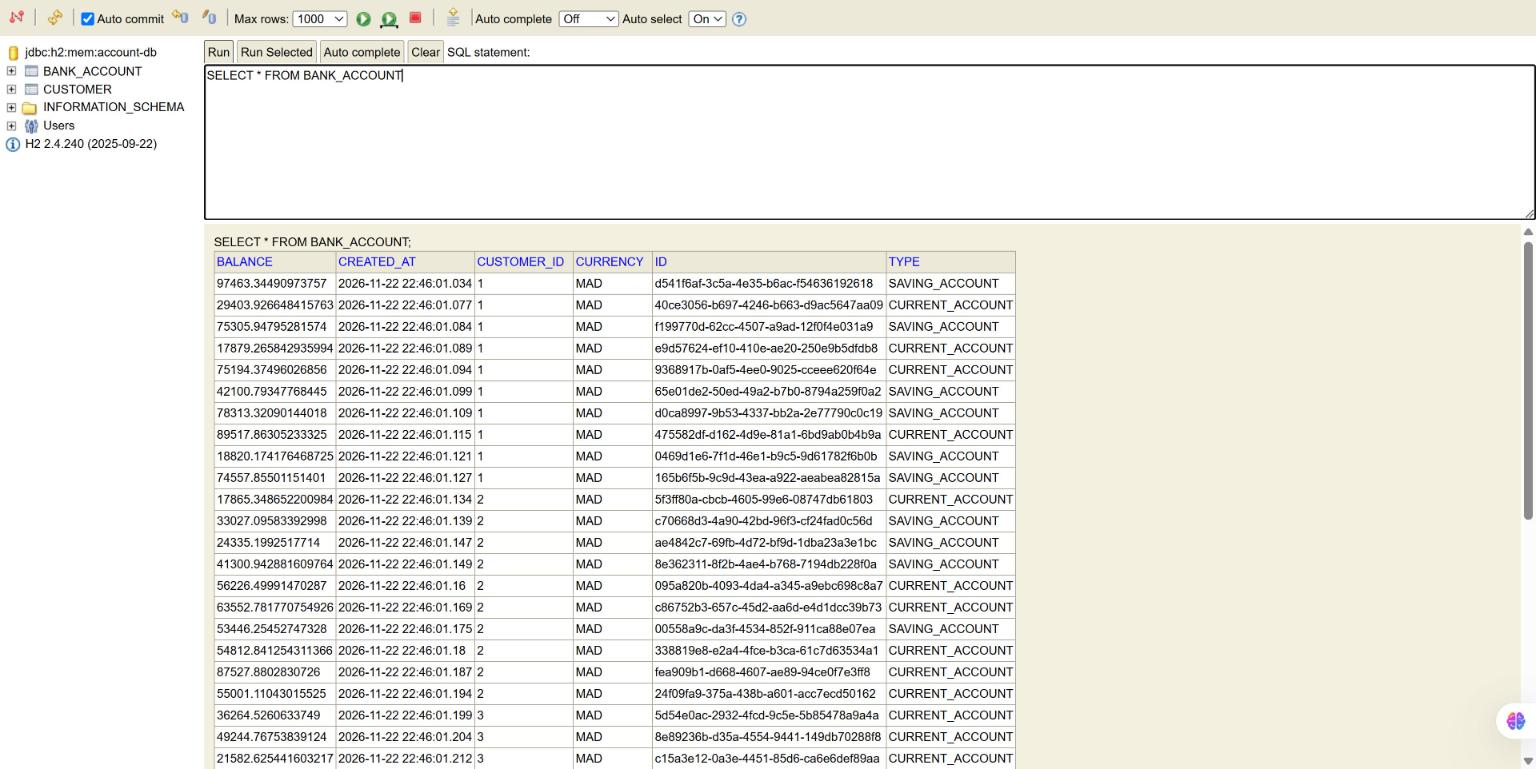 Auto commit Max rows: 1000 Auto complete Off Auto select On
jdbc:h2:mem:account-db
BANK_ACCOUNT
CUSTOMER
INFORMATION_SCHEMA
Users
H2 2.4.240 (2025-09-22)
Run Run Selected Auto complete Clear SQL statement:
SELECT * FROM BANK_ACCOUNT
SELECT * FROM BANK_ACCOUNT;
BALANCE CREATED_AT CUSTOMER_ID CURRENCY ID TYPE
97463.34490973757 2026-11-22 22:46:01.034 1 MAD d541f6af-3c5a-4e35-b6ac-f54636192618 SAVING_ACCOUNT
29403.926648415763 2026-11-22 22:46:01.077 1 MAD 40ce3056-b697-4246-b663-d9ac5647aa09 CURRENT_ACCOUNT
75305.94795281574 2026-11-22 22:46:01.084 1 MAD f199770d-62cc-4507-a9ad-12f0f4e031a9 SAVING_ACCOUNT
17879.265842935994 2026-11-22 22:46:01.089 1 MAD e9d57624-ef10-410e-ae20-250e9b5dfdb8 CURRENT_ACCOUNT
75194.37496026856 2026-11-22 22:46:01.094 1 MAD 9368917b-0af5-4ee0-9025-cceee620f64e CURRENT_ACCOUNT
42100.79347768445 2026-11-22 22:46:01.099 1 MAD 65e01de2-50ed-49a2-b7b0-8794a259f0a2 SAVING_ACCOUNT
78313.32090144018 2026-11-22 22:46:01.109 1 MAD d0ca8997-9b53-4337-bb2a-2e77790c0c19 SAVING_ACCOUNT
89517.86305233325 2026-11-22 22:46:01.115 1 MAD 475582df-d162-4d9e-81a1-6bd9ab0b4b9a CURRENT_ACCOUNT
18820.174176468725 2026-11-22 22:46:01.121 1 MAD 0469d1e6-7f1d-46e1-b9c5-9d61782f6b0b SAVING_ACCOUNT
74557.85501151401 2026-11-22 22:46:01.127 1 MAD 165b6f5b-9c9d-43ea-a922-aeabea82815a SAVING_ACCOUNT
17865.348652200984 2026-11-22 22:46:01.134 2 MAD 5f3ff80a-cbcb-4605-99e6-08747db61803 CURRENT_ACCOUNT
33027.09583392998 2026-11-22 22:46:01.139 2 MAD c70668d3-4a90-42bd-96f3-cf24fad0c56d SAVING_ACCOUNT
24335.1992517714 2026-11-22 22:46:01.147 2 MAD ae4842c7-69fb-4d72-bf9d-1dba23a3e1bc SAVING_ACCOUNT
41300.942881609764 2026-11-22 22:46:01.149 2 MAD 8e362311-8f2b-4ae4-b768-7194db228f0a SAVING_ACCOUNT
56226.49991470287 2026-11-22 22:46:01.16 2 MAD 095a820b-4093-4da4-a345-a9ebc698c8a7 CURRENT_ACCOUNT
63552.781770754926 2026-11-22 22:46:01.169 2 MAD c86752b3-657c-45d2-aa6d-e4d1dcc39b73 CURRENT_ACCOUNT
53446.25452747328 2026-11-22 22:46:01.175 2 MAD 00558a9c-da3f-4534-852f-911ca88e07ea SAVING_ACCOUNT
54812.841254311366 2026-11-22 22:46:01.18 2 MAD 338819e8-e2a4-4fce-b3ca-61c7d63534a1 CURRENT_ACCOUNT
87527.8802830726 2026-11-22 22:46:01.187 2 MAD fea909b1-d668-4607-ae89-94ce0f7e3ff8 CURRENT_ACCOUNT
55001.11043015525 2026-11-22 22:46:01.194 2 MAD 24f09fa9-375a-438b-a601-acc7ecd50162 CURRENT_ACCOUNT
36264.5260633749 2026-11-22 22:46:01.199 3 MAD 5d54e0ac-2932-4fcd-9c5e-5b85478a9a4a CURRENT_ACCOUNT
49244.76753839124 2026-11-22 22:46:01.204 3 MAD 8e89236b-d35a-4554-9441-149db70288f8 CURRENT_ACCOUNT
21582.625441603217 2026-11-22 22:46:01.212 3 MAD c15a3e12-0a3e-4451-85d6-ca6e6def89aa CURRENT_ACCOUNT